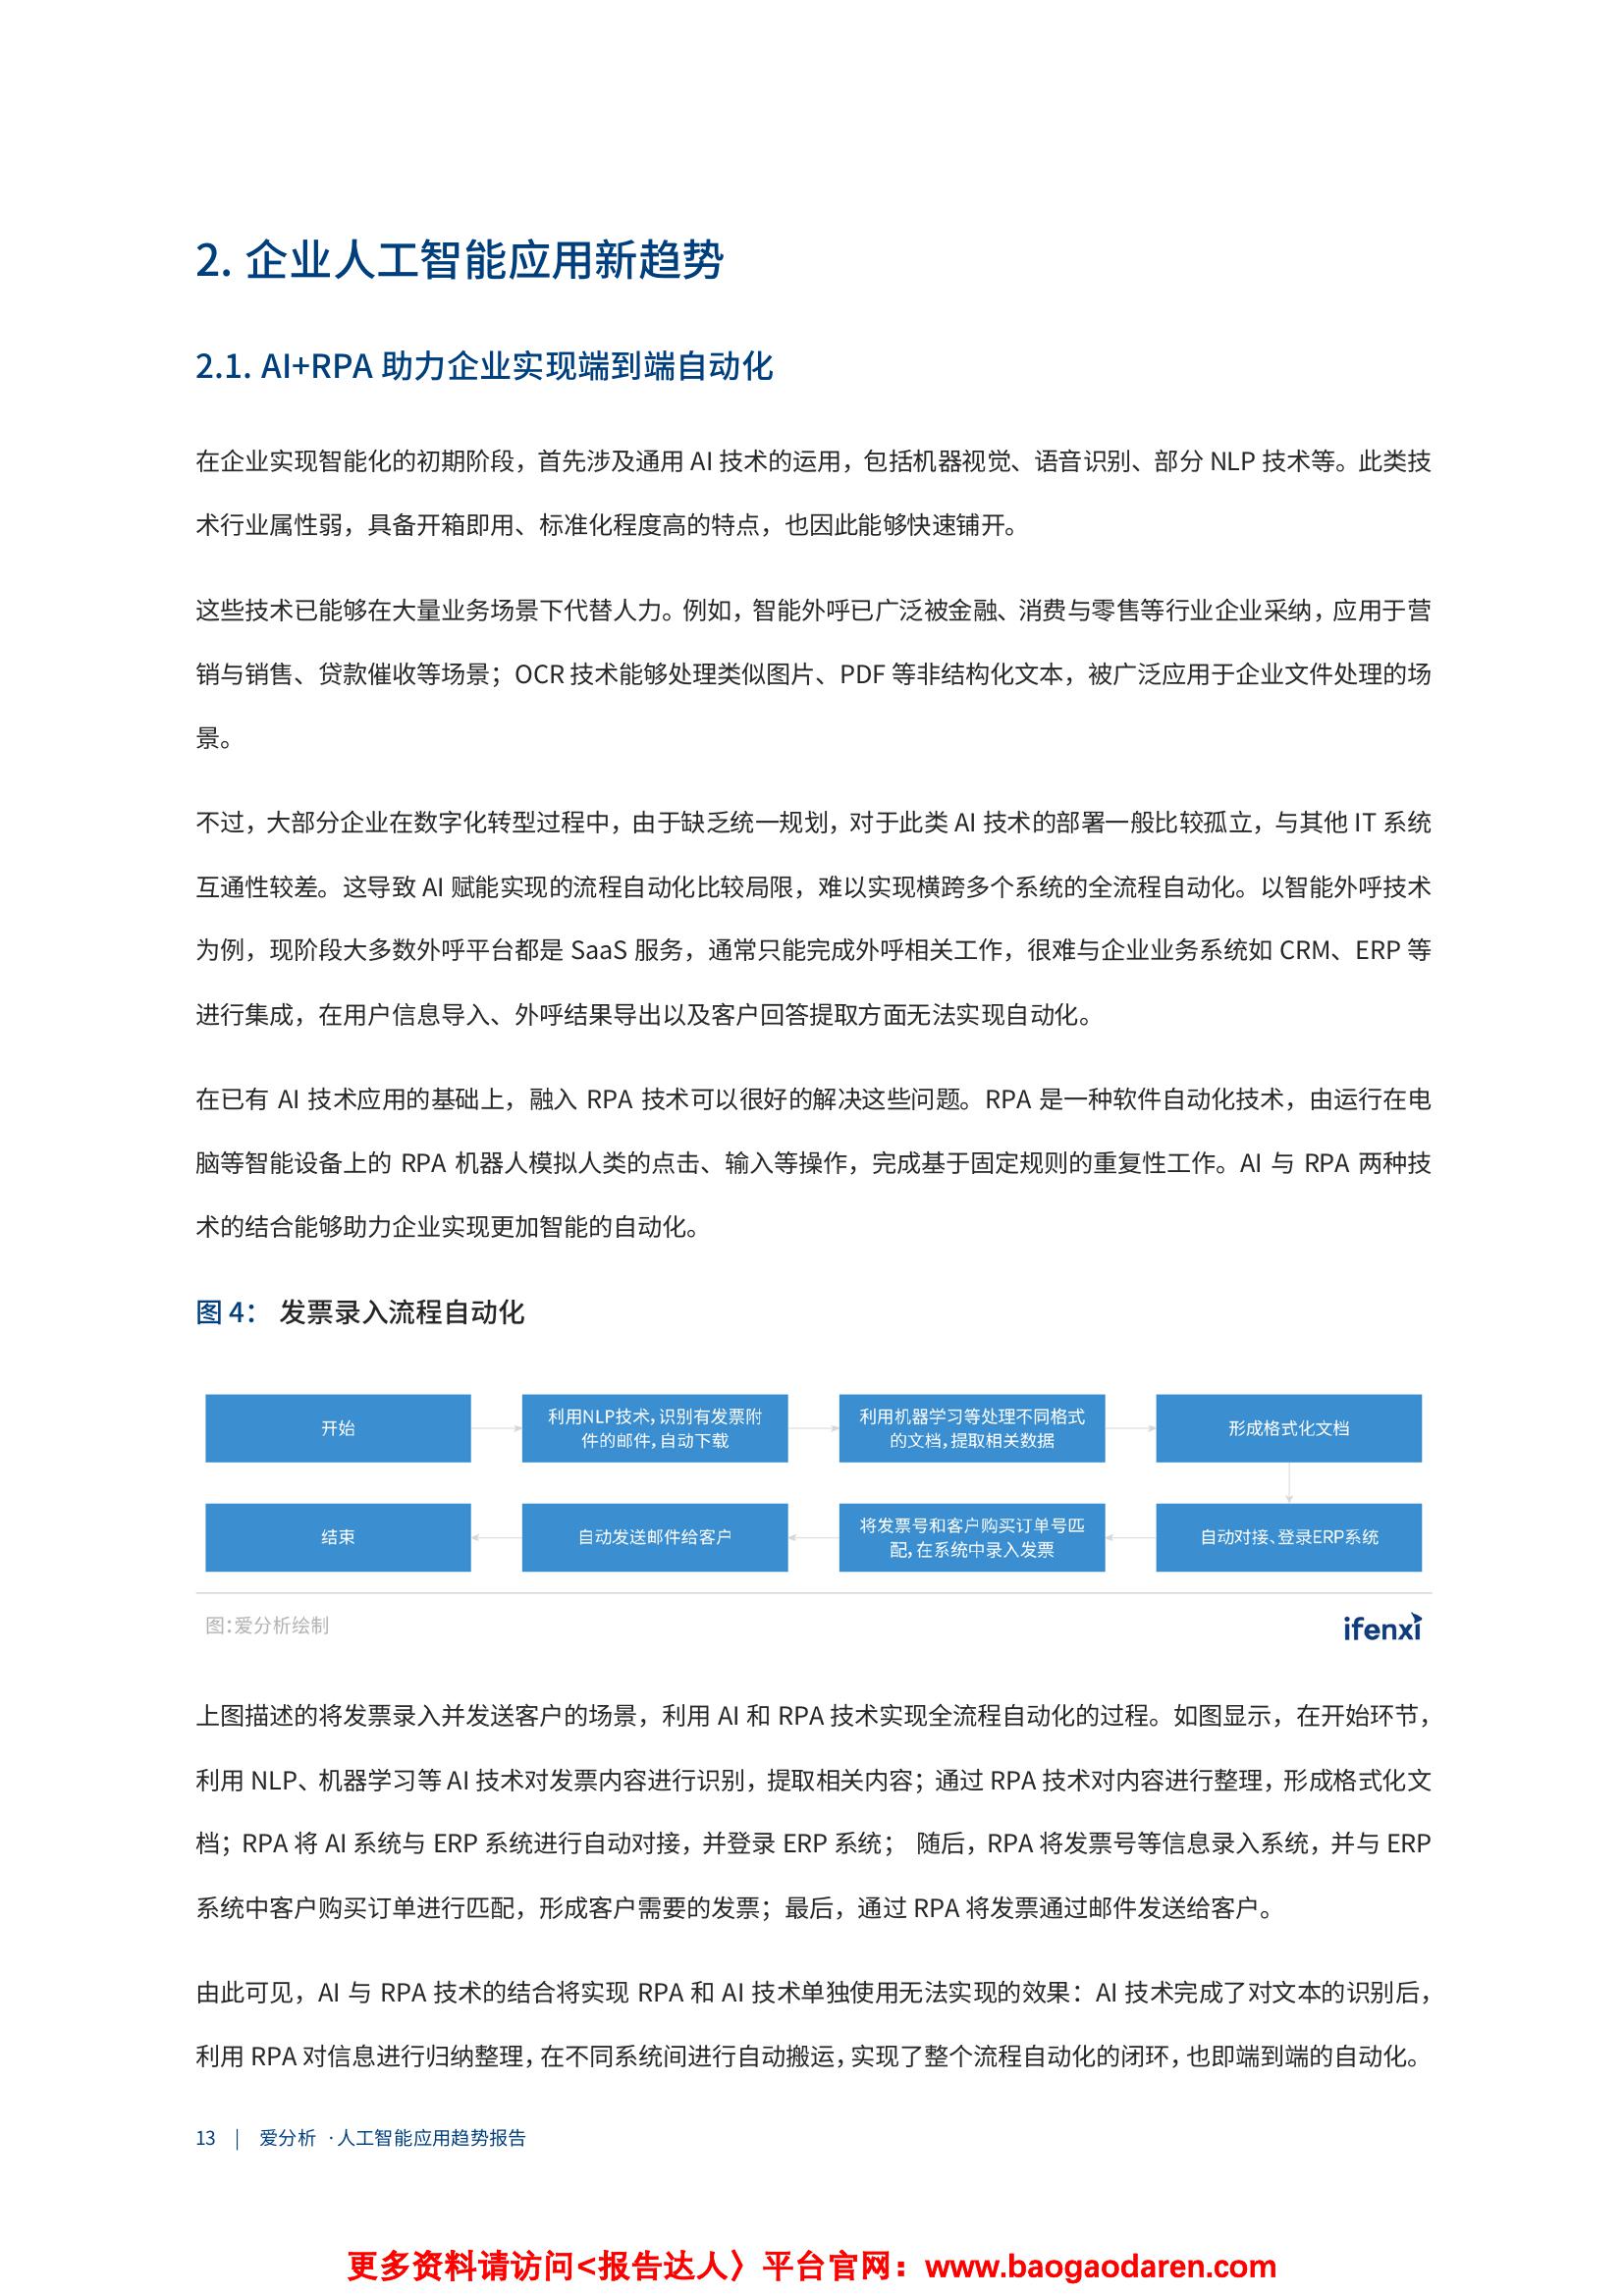 2. 企业人工智能应用新趋势
2.1. AI+RPA 助力企业实现端到端自动化
在企业实现智能化的初期阶段，首先涉及通用 AI 技术的运用，包括机器视觉、语音识别、部分 NLP 技术等。此类技
术行业属性弱，具备开箱即用、标准化程度高的特点，也因此能够快速铺开。
这些技术已能够在大量业务场景下代替人力。例如，智能外呼已广泛被金融、消费与零售等行业企业采纳，应用于营
销与销售、贷款催收等场景；OCR 技术能够处理类似图片、PDF 等非结构化文本，被广泛应用于企业文件处理的场
景。
不过，大部分企业在数字化转型过程中，由于缺乏统一规划，对于此类 AI 技术的部署一般比较孤立，与其他 IT 系统
互通性较差。这导致 AI 赋能实现的流程自动化比较局限，难以实现横跨多个系统的全流程自动化。以智能外呼技术
为例，现阶段大多数外呼平台都是 SaaS 服务，通常只能完成外呼相关工作，很难与企业业务系统如 CRM、ERP 等
进行集成，在用户信息导入、外呼结果导出以及客户回答提取方面无法实现自动化。
在已有 AI 技术应用的基础上，融入 RPA 技术可以很好的解决这些问题。RPA 是一种软件自动化技术，由运行在电
脑等智能设备上的 RPA 机器人模拟人类的点击、输入等操作，完成基于固定规则的重复性工作。AI 与 RPA 两种技
术的结合能够助力企业实现更加智能的自动化。
图 4： 发票录入流程自动化
开始
利用NLP技术，识别有发票附
件的邮件，自动下载
利用机器学习等处理不同格式
的文档，提取相关数据
形成格式化文档
自动对接、登录ERP系统
将发票号和客户购买订单号匹
配，在系统中录入发票
自动发送邮件给客户
结束
图：爱分析绘制
ifenxi
上图描述的将发票录入并发送客户的场景，利用 AI 和 RPA 技术实现全流程自动化的过程。如图显示，在开始环节，
利用 NLP、机器学习等 AI 技术对发票内容进行识别，提取相关内容；通过 RPA 技术对内容进行整理，形成格式化文
档；RPA 将 AI 系统与 ERP 系统进行自动对接，并登录 ERP 系统； 随后，RPA 将发票号等信息录入系统，并与 ERP
系统中客户购买订单进行匹配，形成客户需要的发票；最后，通过 RPA 将发票通过邮件发送给客户。
由此可见，AI 与 RPA 技术的结合将实现 RPA 和 AI 技术单独使用无法实现的效果：AI 技术完成了对文本的识别后，
利用 RPA 对信息进行归纳整理，在不同系统间进行自动搬运，实现了整个流程自动化的闭环，也即端到端的自动化。
13 | 爱分析 ·人工智能应用趋势报告
更多资料请访问<报告达人〉平台官网：www.baogaodaren.com